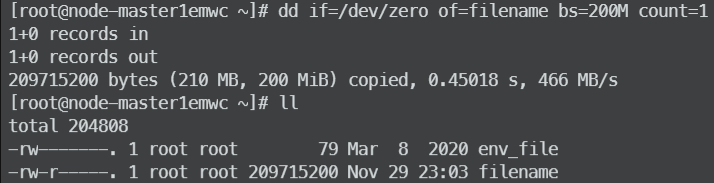 [root@node-master1emwc ~]# dd if=/dev/zero of=filename bs=200M count=1
1+0 records in
1+0 records out
209715200 bytes (210 MB, 200 MiB) copied, 0.45018 s, 466 MB/s
[root@node-master1emwc ~]# ll
total 204808
-rw-------. 1 root root        79 Mar  8  2020 env_file
-rw-r-----. 1 root root 209715200 Nov 29 23:03 filename